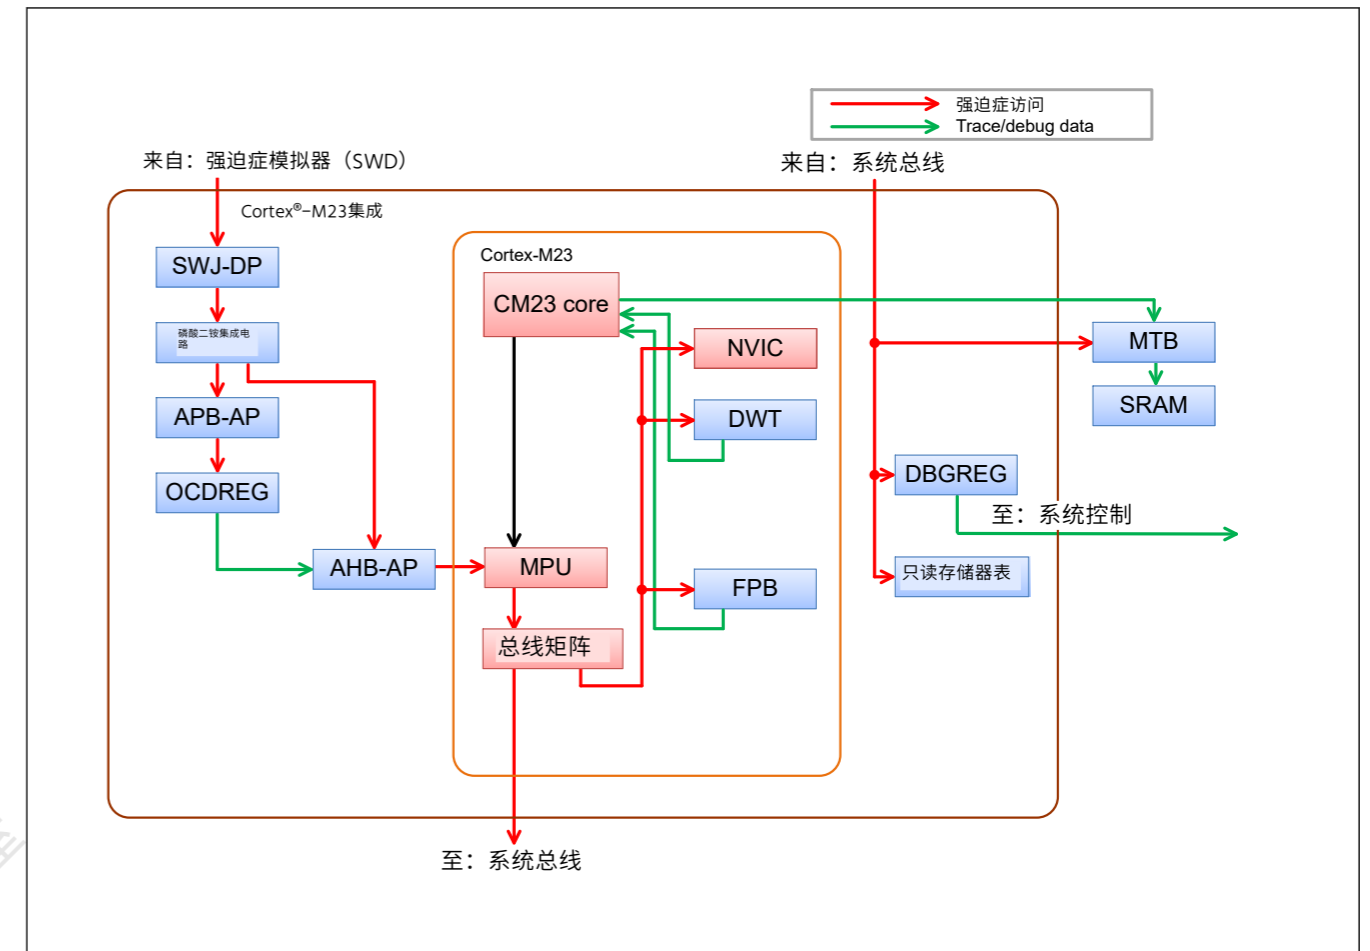 强迫症访问
Trace/debug data
来自：强迫症模拟器（SWD）
来自：系统总线
Cortex®-M23集成
Cortex-M23
SWJ-DP
CM23 core
磷酸二铵集成电
路
NVIC
MTB
APB-AP
DWT
SRAM
OCDREG
DBGREG
至：系统控制
AHB-AP
MPU
FPB
只读存储器表
总线矩阵
至：系统总线